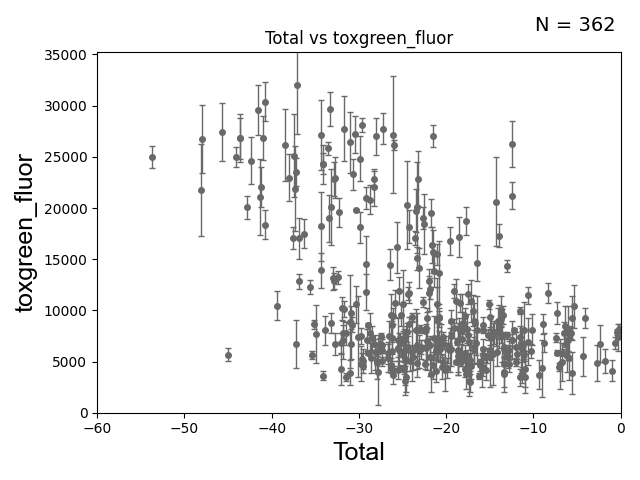 N = 362
Total vs toxgreen_fluor
35000
30000
25000
20000
15000
10000
5000
0
toxgreen_fluor
−60 −50 −40 −30 −20 −10 0
Total